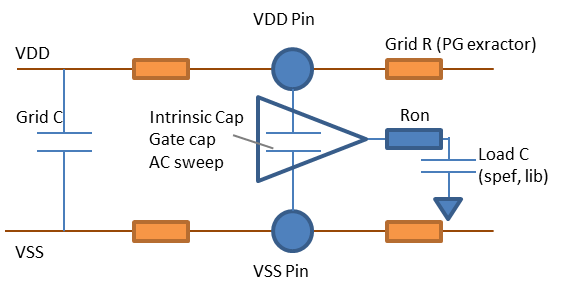 VDD Pin
VDD
Grid R (PG exractor)
Grid C
Intrinsic Cap
Gate cap
AC sweep
Ron
Load C
(spef, lib)
VSS
VSS Pin